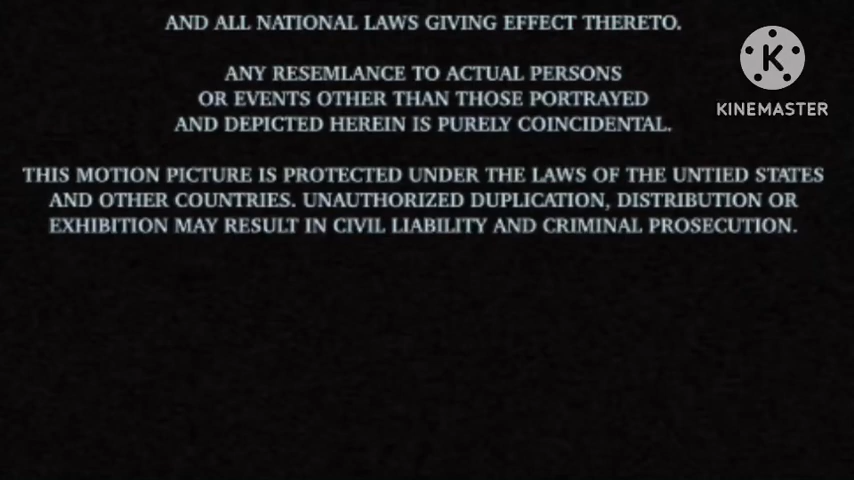 AND ALL NATIONAL LAWS GIVING EFFECT THERETO.
ANY RESEMLANCE TO ACTUAL PERSONS
OR EVENTS OTHER THAN THOSE PORTRAYED
AND DEPICTED HEREIN IS PURELY COINCIDENTAL.
THIS MOTION PICTURE IS PROTECTED UNDER THE LAWS OF THE UNTIED STATES
AND OTHER COUNTRIES. UNAUTHORIZED DUPLICATION, DISTRIBUTION OR
EXHIBITION MAY RESULT IN CIVIL LIABILITY AND CRIMINAL PROSECUTION.
K
KINEMASTER